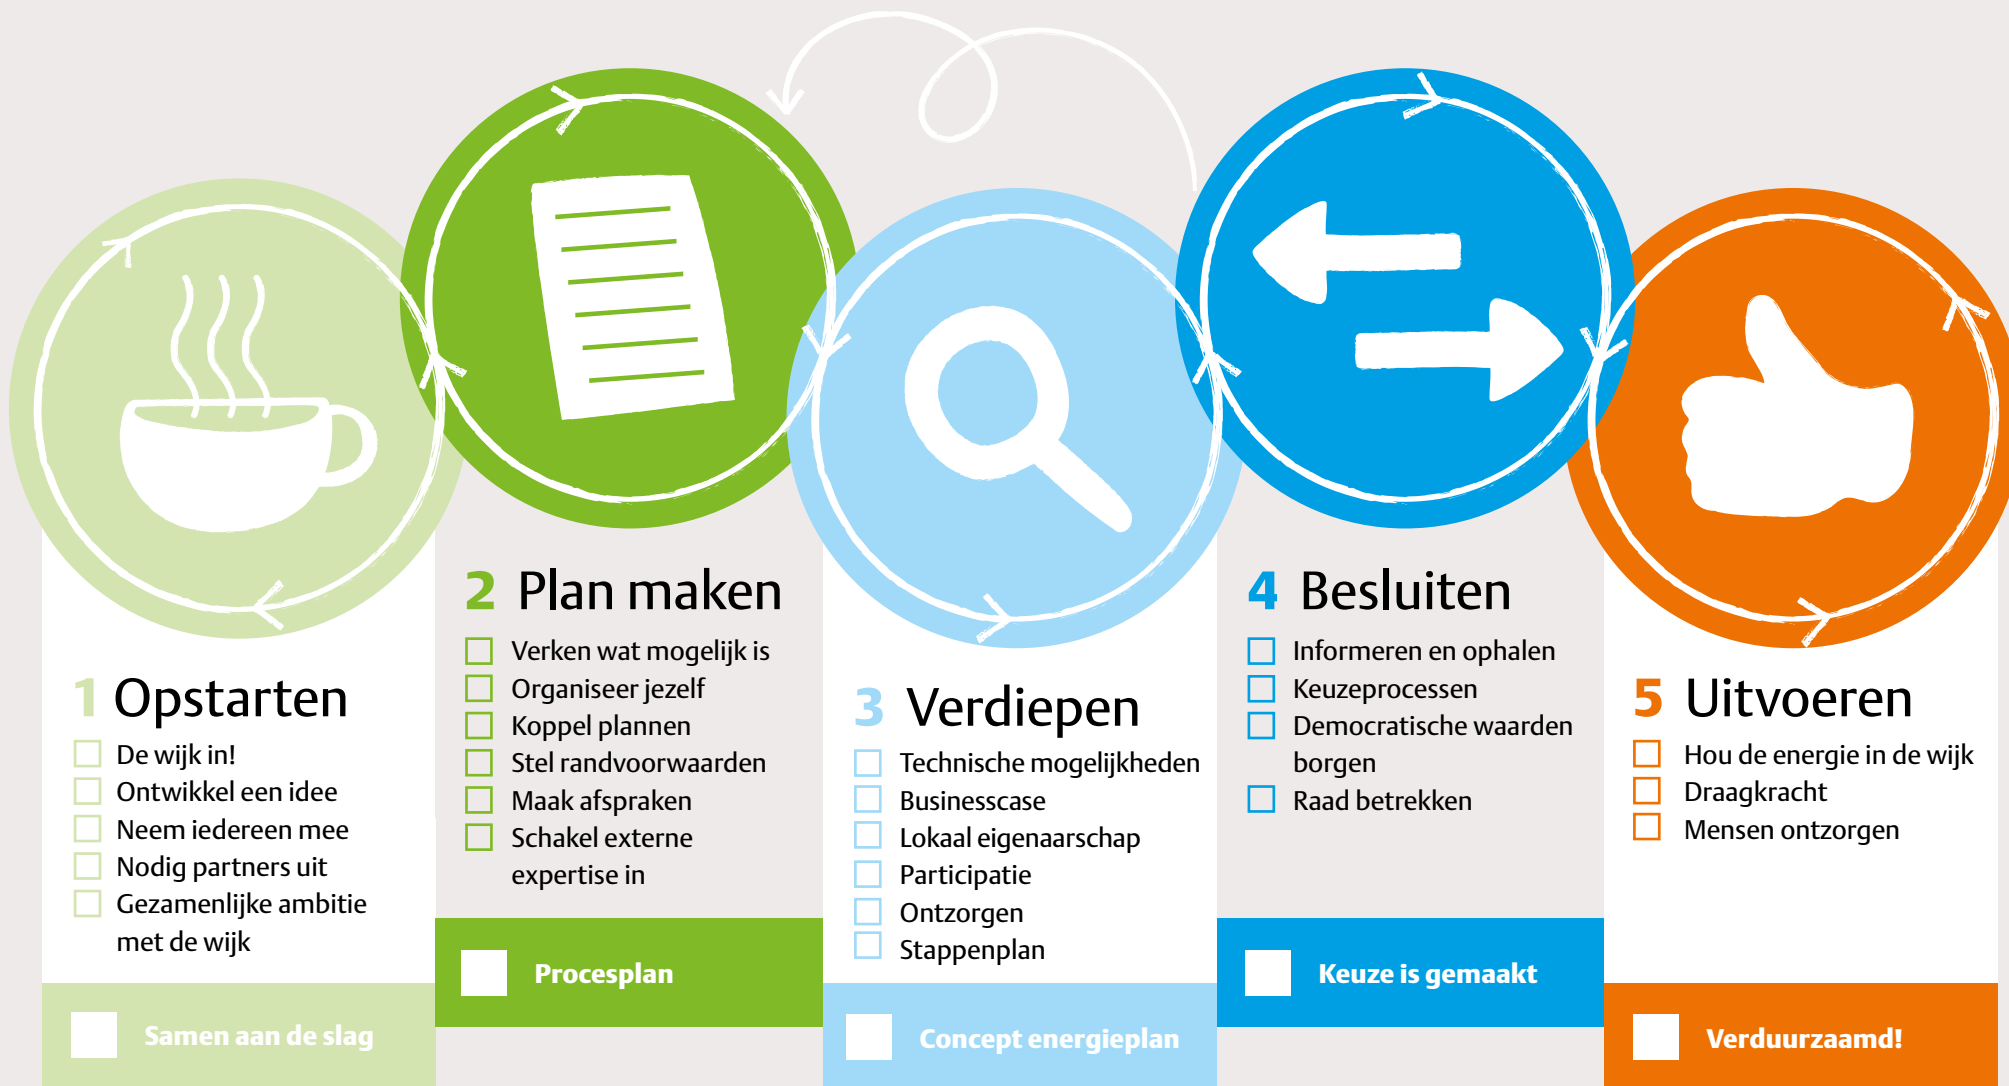 1 Opstarten
De wijk in!
Ontwikkel een idee
Neem iedereen mee
Nodig partners uit
Gezamenlijke ambitie
met de wijk
Samen aan de slag
2 Plan maken
Verken wat mogelijk is
Organiseer jezelf
Koppel plannen
Stel randvoorwaarden
Maak afspraken
Schakel externe
expertise in
Procesplan
3 Verdiepen
Technische mogelijkheden
Businesscase
Lokaal eigenaarschap
Participatie
Ontzorgen
Stappenplan
Concept energieplan
4 Besluiten
Informeren en ophalen
Keuzeprocessen
Democratische waarden
borgen
Raad betrekken
Keuze is gemaakt
5 Uitvoeren
Hou de energie in de wijk
Draagkracht
Mensen ontzorgen
Verduurzaamd!